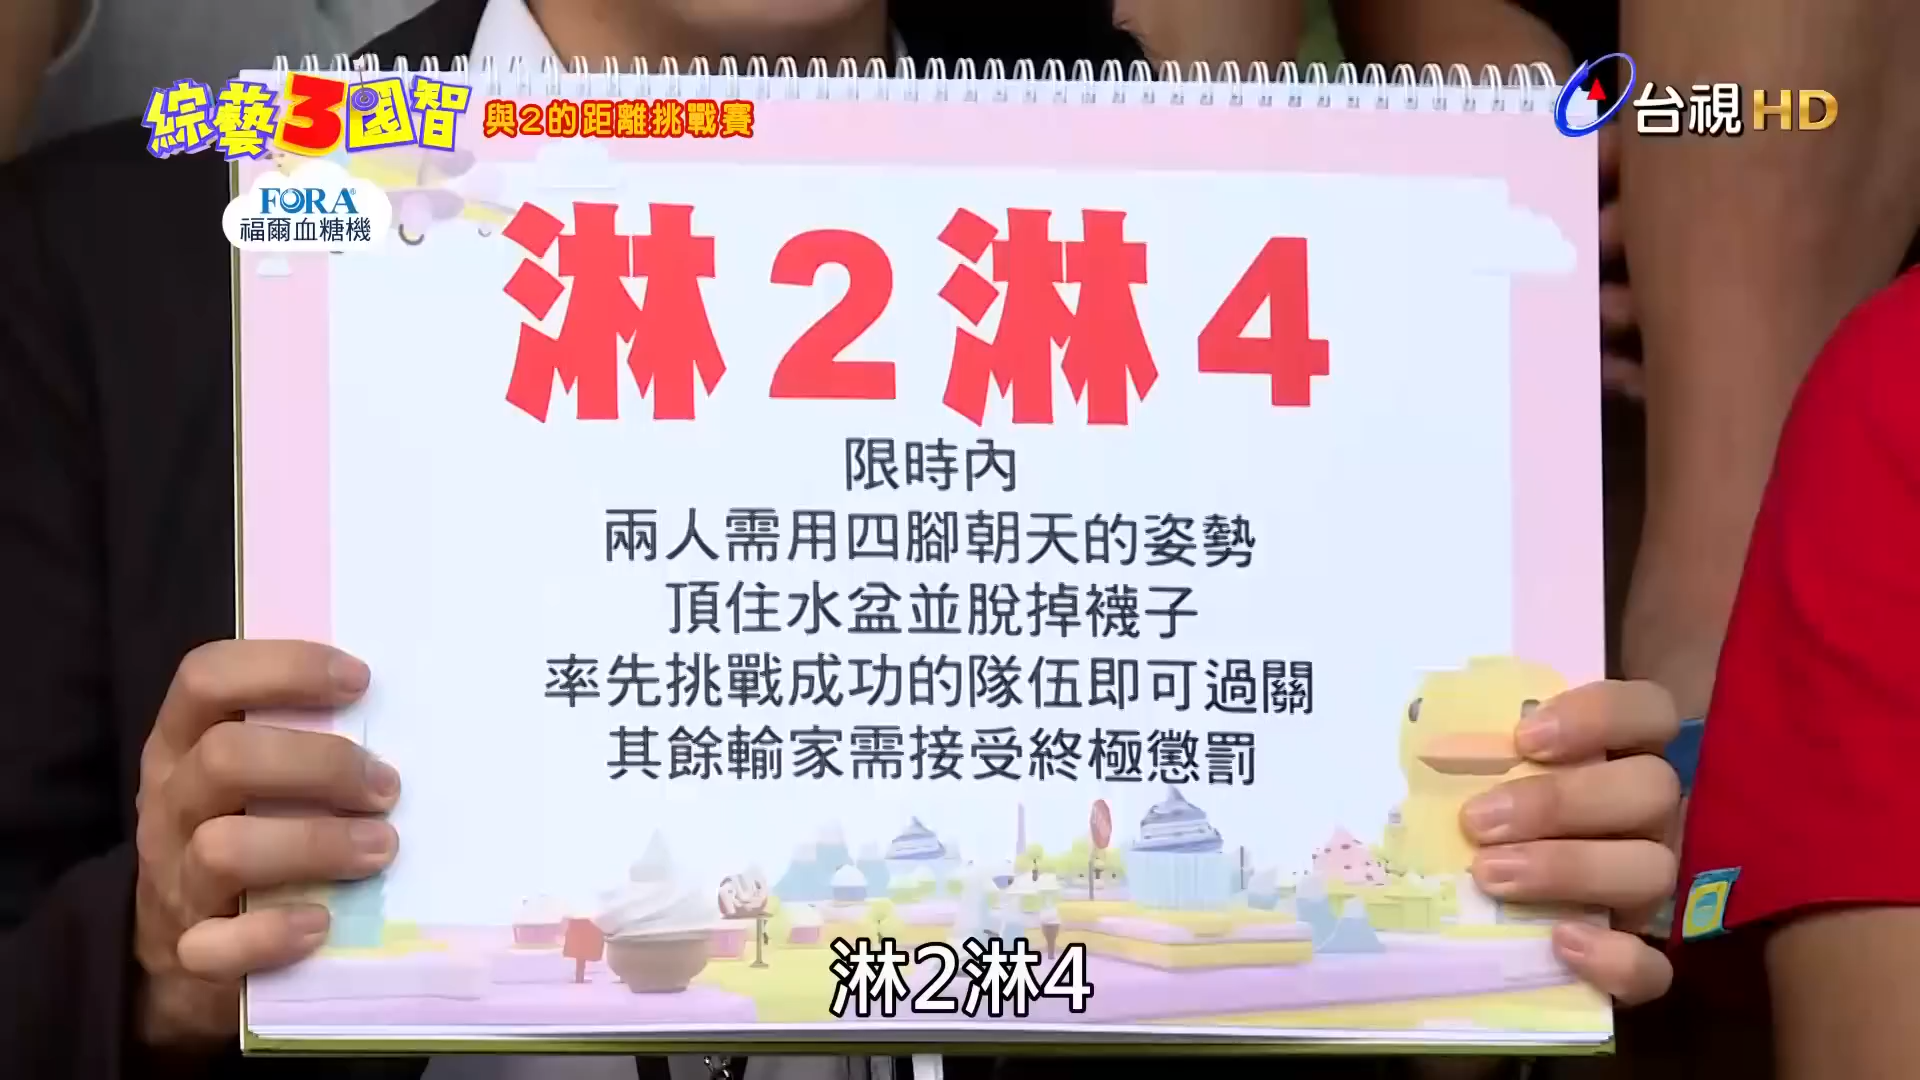 綜藝3國智
與2的距離挑戰賽
台視HD
FORA®
福爾血糖機
淋2淋4
限時內
兩人需用四腳朝天的姿勢
頂住水盆並脫掉襪子
率先挑戰成功的隊伍即可過關
其餘輸家需接受終極懲罰
淋2淋4